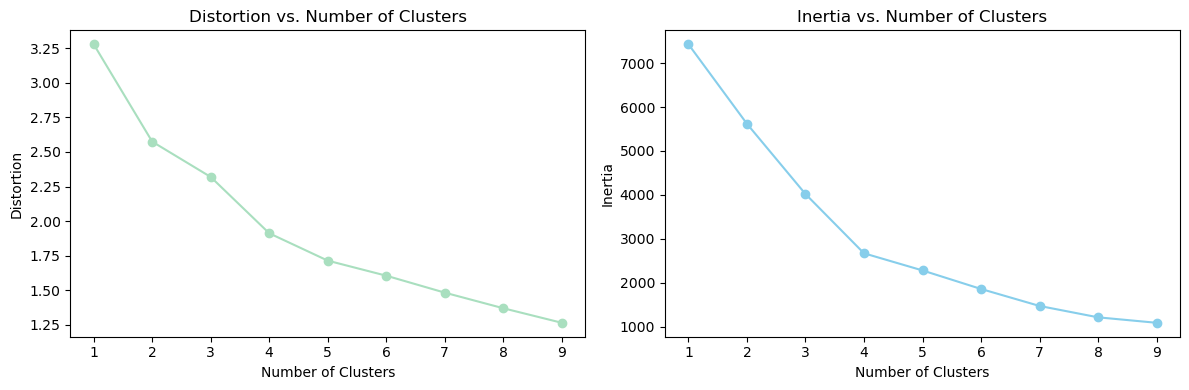 Distortion vs. Number of Clusters
Distortion
3.25
3.00
2.75
2.50
2.25
2.00
1.75
1.50
1.25
1 2 3 4 5 6 7 8 9
Number of Clusters
Inertia vs. Number of Clusters
Inertia
7000
6000
5000
4000
3000
2000
1000
1 2 3 4 5 6 7 8 9
Number of Clusters